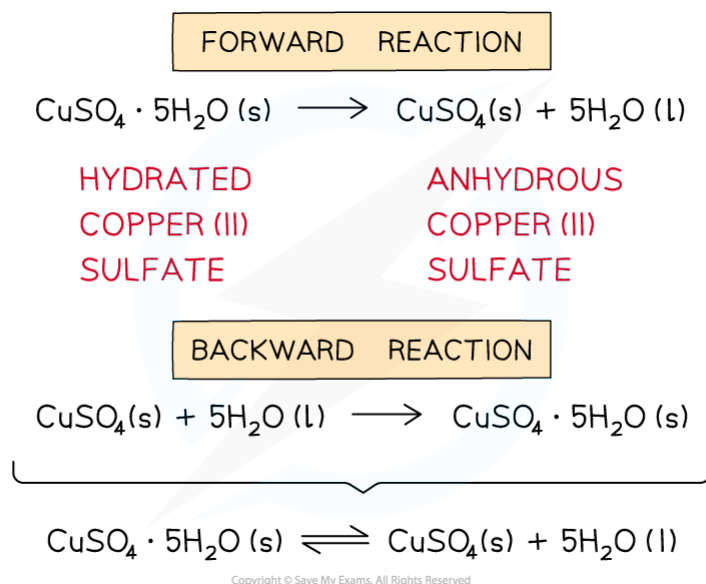 FORWARD REACTION
CuSO₄ · 5H₂O (s) ⟶ CuSO₄(s) + 5H₂O (l)
HYDRATED ANHYDROUS
COPPER (II) COPPER (II)
SULFATE SULFATE
BACKWARD REACTION
CuSO₄(s) + 5H₂O (l) ⟶ CuSO₄ · 5H₂O (s)
CuSO₄ · 5H₂O (s) ⇌ CuSO₄(s) + 5H₂O (l)
Copyright © Save My Exams. All Rights Reserved